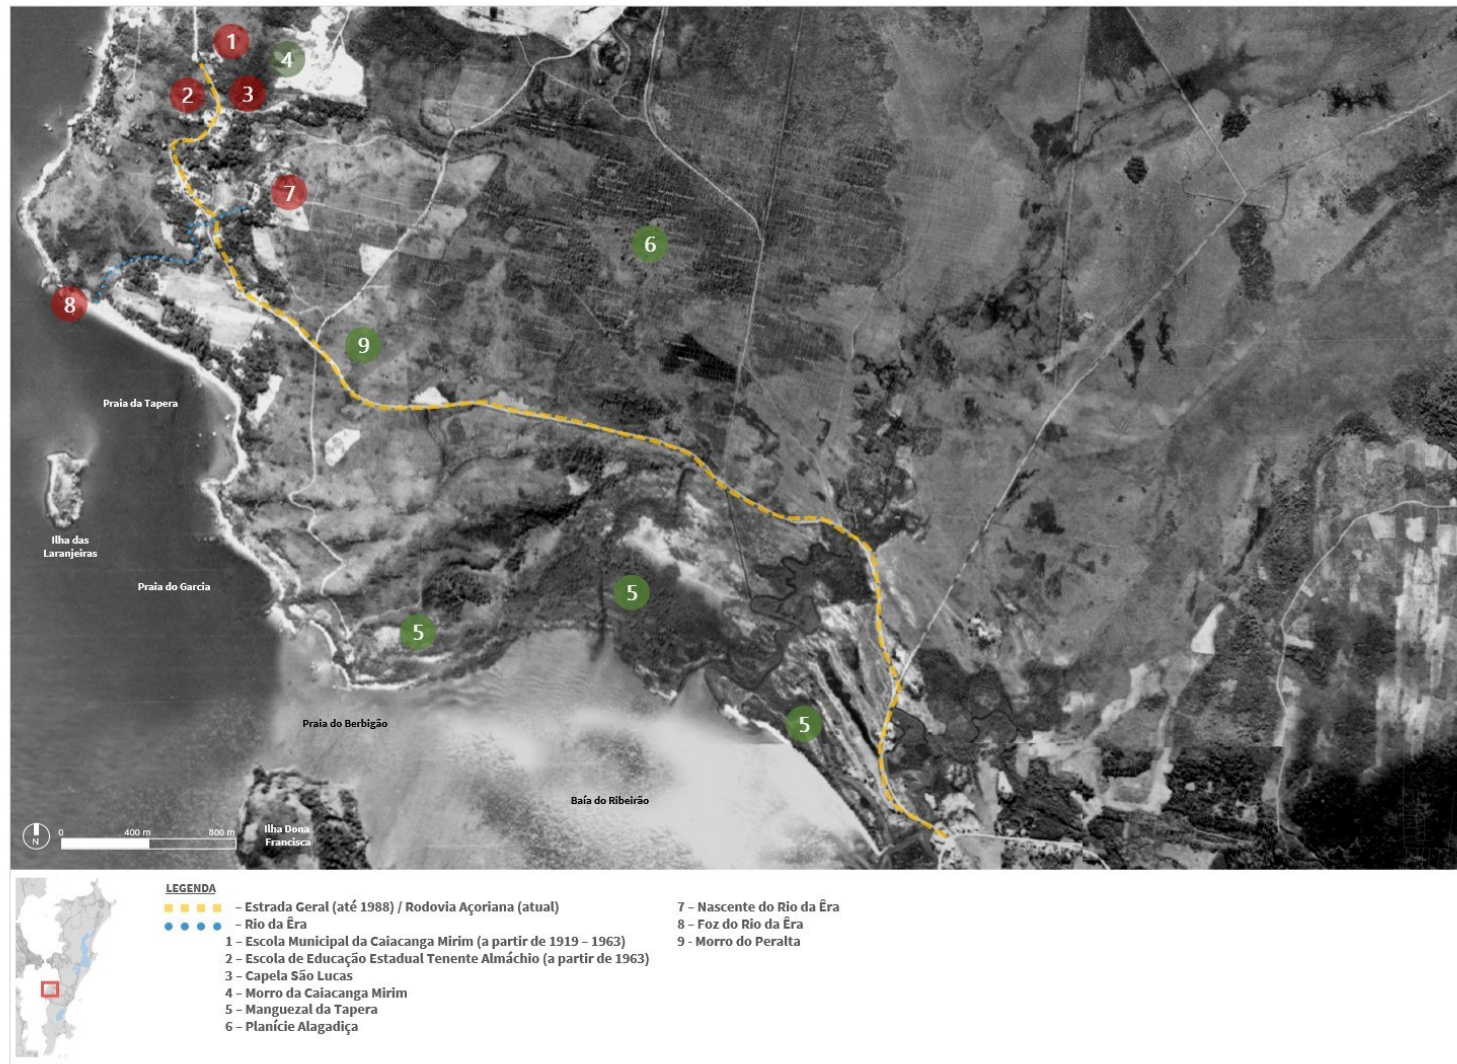 1
4
2
3
7
6
8
9
Praia da Tapera
Ilha das
Laranjeiras
Praia do Garcia
5
5
5
Praia do Berbigão
Baía do Ribeirão
Ilha Dona
Francisca
N
0 400 m 800 m
LEGENDA
– Estrada Geral (até 1988) / Rodovia Açoriana (atual)
– Rio da Êra
1 – Escola Municipal da Caiacanga Mirim (a partir de 1919 – 1963)
2 – Escola de Educação Estadual Tenente Almáchio (a partir de 1963)
3 – Capela São Lucas
4 – Morro da Caiacanga Mirim
5 – Manguezal da Tapera
6 – Planície Alagadiça
7 – Nascente do Rio da Êra
8 – Foz do Rio da Êra
9 - Morro do Peralta